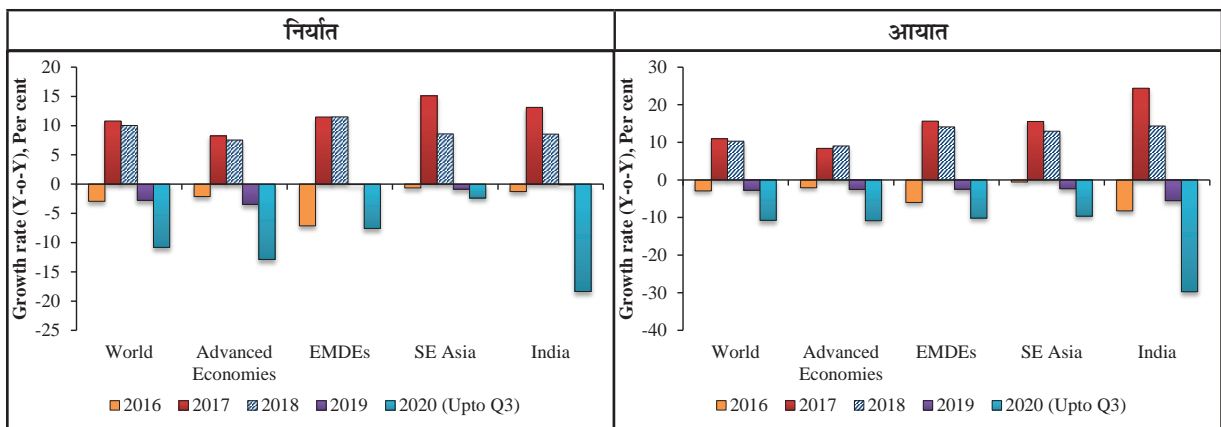 निर्यात
Growth rate (Y-o-Y), Per cent
20
15
10
5
0
-5
-10
-15
-20
-25
World
Advanced
Economies
EMDEs
SE Asia
India
2016
2017
2018
2019
2020 (Upto Q3)
आयात
Growth rate (Y-o-Y), Per cent
30
20
10
0
-10
-20
-30
-40
World
Advanced
Economies
EMDEs
SE Asia
India
2016
2017
2018
2019
2020 (Upto Q3)